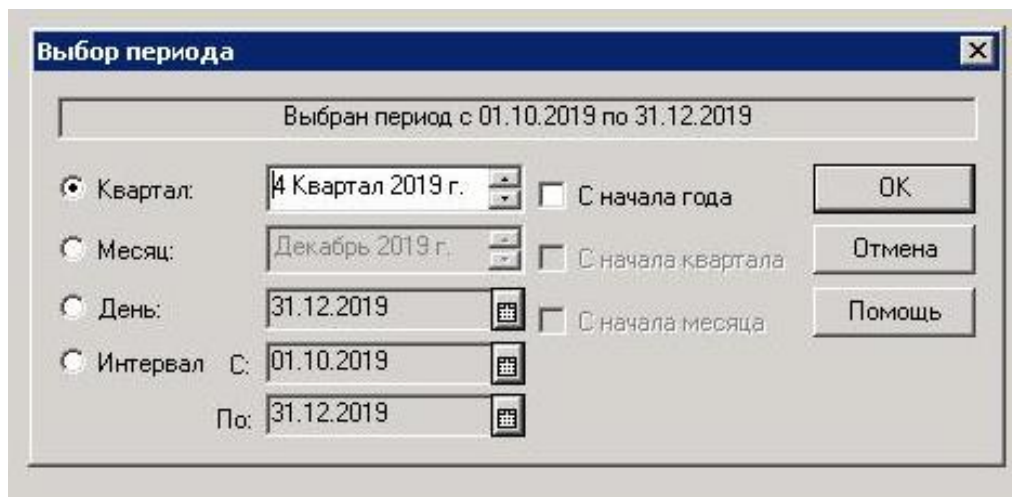 Выбор периода
Выбран период с 01.10.2019 по 31.12.2019
Квартал: 4 Квартал 2019 г. С начала года OK
Месяц: Декабрь 2019 г. С начала квартала Отмена
День: 31.12.2019 С начала месяца Помощь
Интервал С: 01.10.2019
По: 31.12.2019